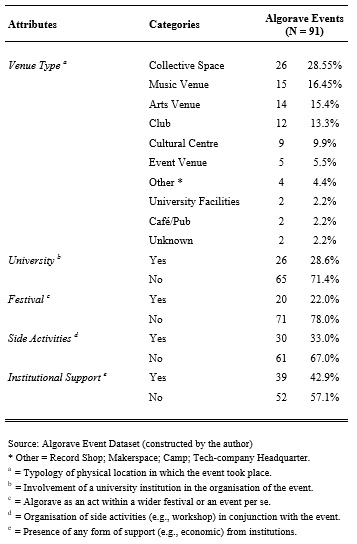 Attributes Categories Algorave Events
(N = 91)
Venue Type a Collective Space 26 28.55%
Music Venue 15 16.45%
Arts Venue 14 15.4%
Club 12 13.3%
Cultural Centre 9 9.9%
Event Venue 5 5.5%
Other * 4 4.4%
University Facilities 2 2.2%
Café/Pub 2 2.2%
Unknown 2 2.2%
University b Yes 26 28.6%
No 65 71.4%
Festival c Yes 20 22.0%
No 71 78.0%
Side Activities d Yes 30 33.0%
No 61 67.0%
Institutional Support e Yes 39 42.9%
No 52 57.1%
Source: Algorave Event Dataset (constructed by the author)
* Other = Record Shop; Makerspace; Camp; Tech-company Headquarter.
a = Typology of physical location in which the event took place.
b = Involvement of a university institution in the organisation of the event.
c = Algorave as an act within a wider festival or an event per se.
d = Organisation of side activities (e.g., workshop) in conjunction with the event.
e = Presence of any form of support (e.g., economic) from institutions.